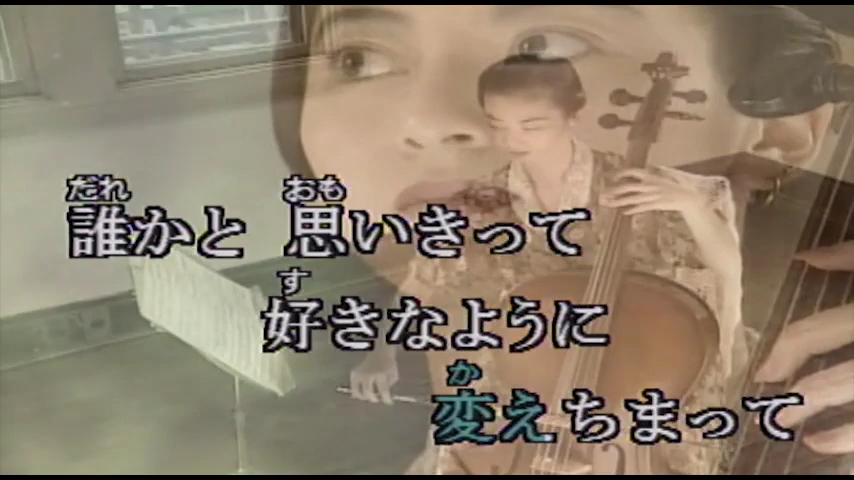 だれ おも
誰かと 思いきって
す
好きなように
か
変えちまって